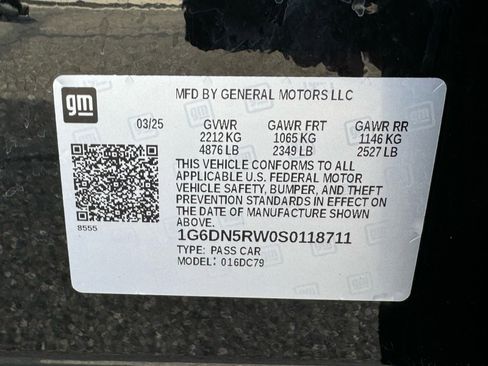 gm
MFD BY GENERAL MOTORS LLC
03/25 GVWR GAWR FRT GAWR RR
2212 KG 1065 KG 1146 KG
4876 LB 2349 LB 2527 LB
THIS VEHICLE CONFORMS TO ALL
APPLICABLE U.S. FEDERAL MOTOR
VEHICLE SAFETY, BUMPER, AND THEFT
PREVENTION STANDARDS IN EFFECT ON
THE DATE OF MANUFACTURE SHOWN
ABOVE.
8555
1G6DN5RW0S0118711
TYPE: PASS CAR
MODEL: 016DC79